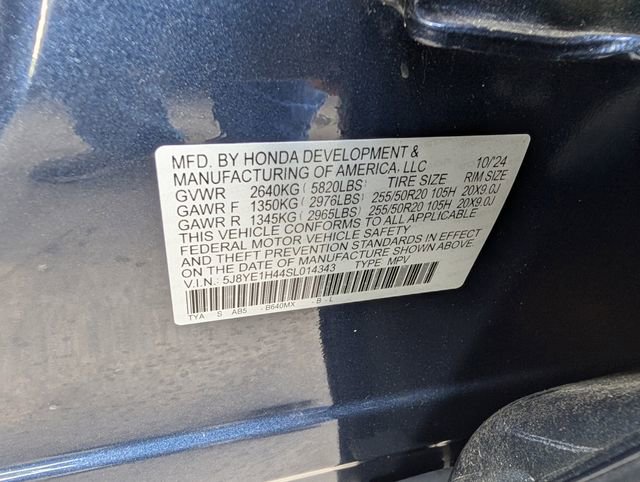 MFD. BY HONDA DEVELOPMENT &
MANUFACTURING OF AMERICA, LLC 10/24
GVWR 2640KG ( 5820LBS) TIRE SIZE RIM SIZE
GAWR F 1350KG ( 2976LBS) 255/50R20 105H 20X9.0J
GAWR R 1345KG ( 2965LBS) 255/50R20 105H 20X9.0J
THIS VEHICLE CONFORMS TO ALL APPLICABLE
FEDERAL MOTOR VEHICLE SAFETY
AND THEFT PREVENTION STANDARDS IN EFFECT
ON THE DATE OF MANUFACTURE SHOWN ABOVE.
V.I.N.: 5J8YE1H44SL014343 TYPE: MPV
TYA S AB5 - B640MX - B - L